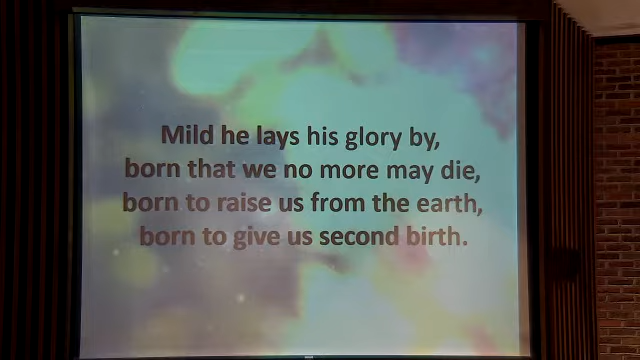 Mild he lays his glory by,
born that we no more may die,
born to raise us from the earth,
born to give us second birth.